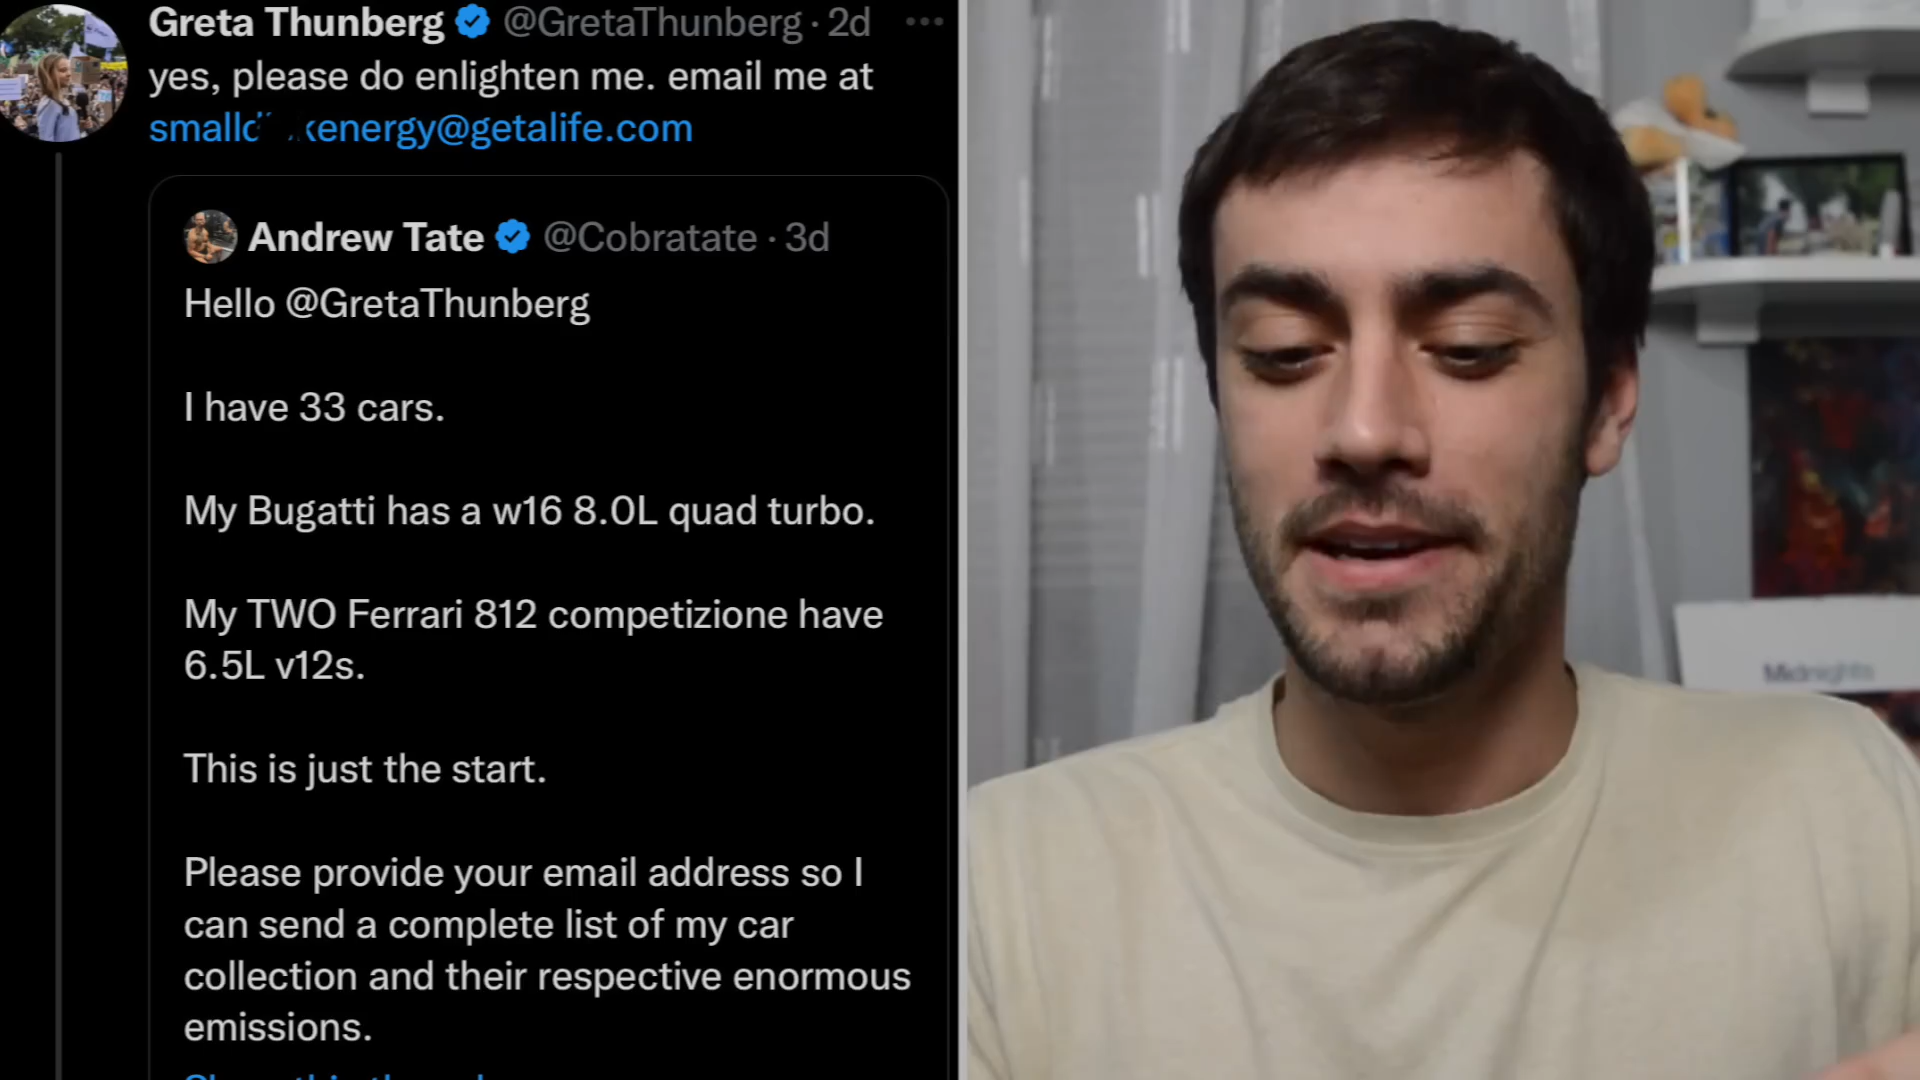 Greta Thunberg @GretaThunberg · 2d
yes, please do enlighten me. email me at
kenergy@getalife.com
Andrew Tate @Cobratate · 3d
Hello @GretaThunberg
I have 33 cars.
My Bugatti has a w16 8.0L quad turbo.
My TWO Ferrari 812 competizione have
6.5L v12s.
This is just the start.
Please provide your email address so I
can send a complete list of my car
collection and their respective enormous
emissions.
Midnights